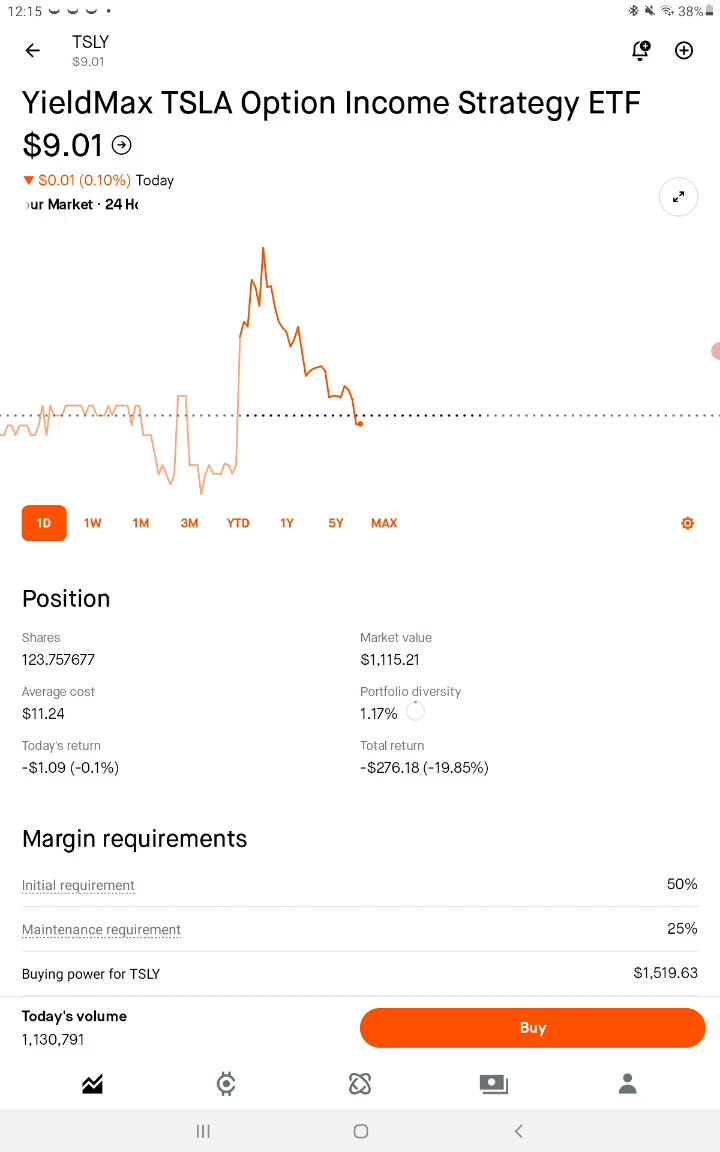 12:15
38%
TSLY
$9.01
YieldMax TSLA Option Income Strategy ETF
$9.01
▼ $0.01 (0.10%) Today
ur Market · 24 H
1D 1W 1M 3M YTD 1Y 5Y MAX
Position
Shares
123.757677
Market value
$1,115.21
Average cost
$11.24
Portfolio diversity
1.17%
Today's return
-$1.09 (-0.1%)
Total return
-$276.18 (-19.85%)
Margin requirements
Initial requirement 50%
Maintenance requirement 25%
Buying power for TSLY $1,519.63
Today's volume
1,130,791
Buy